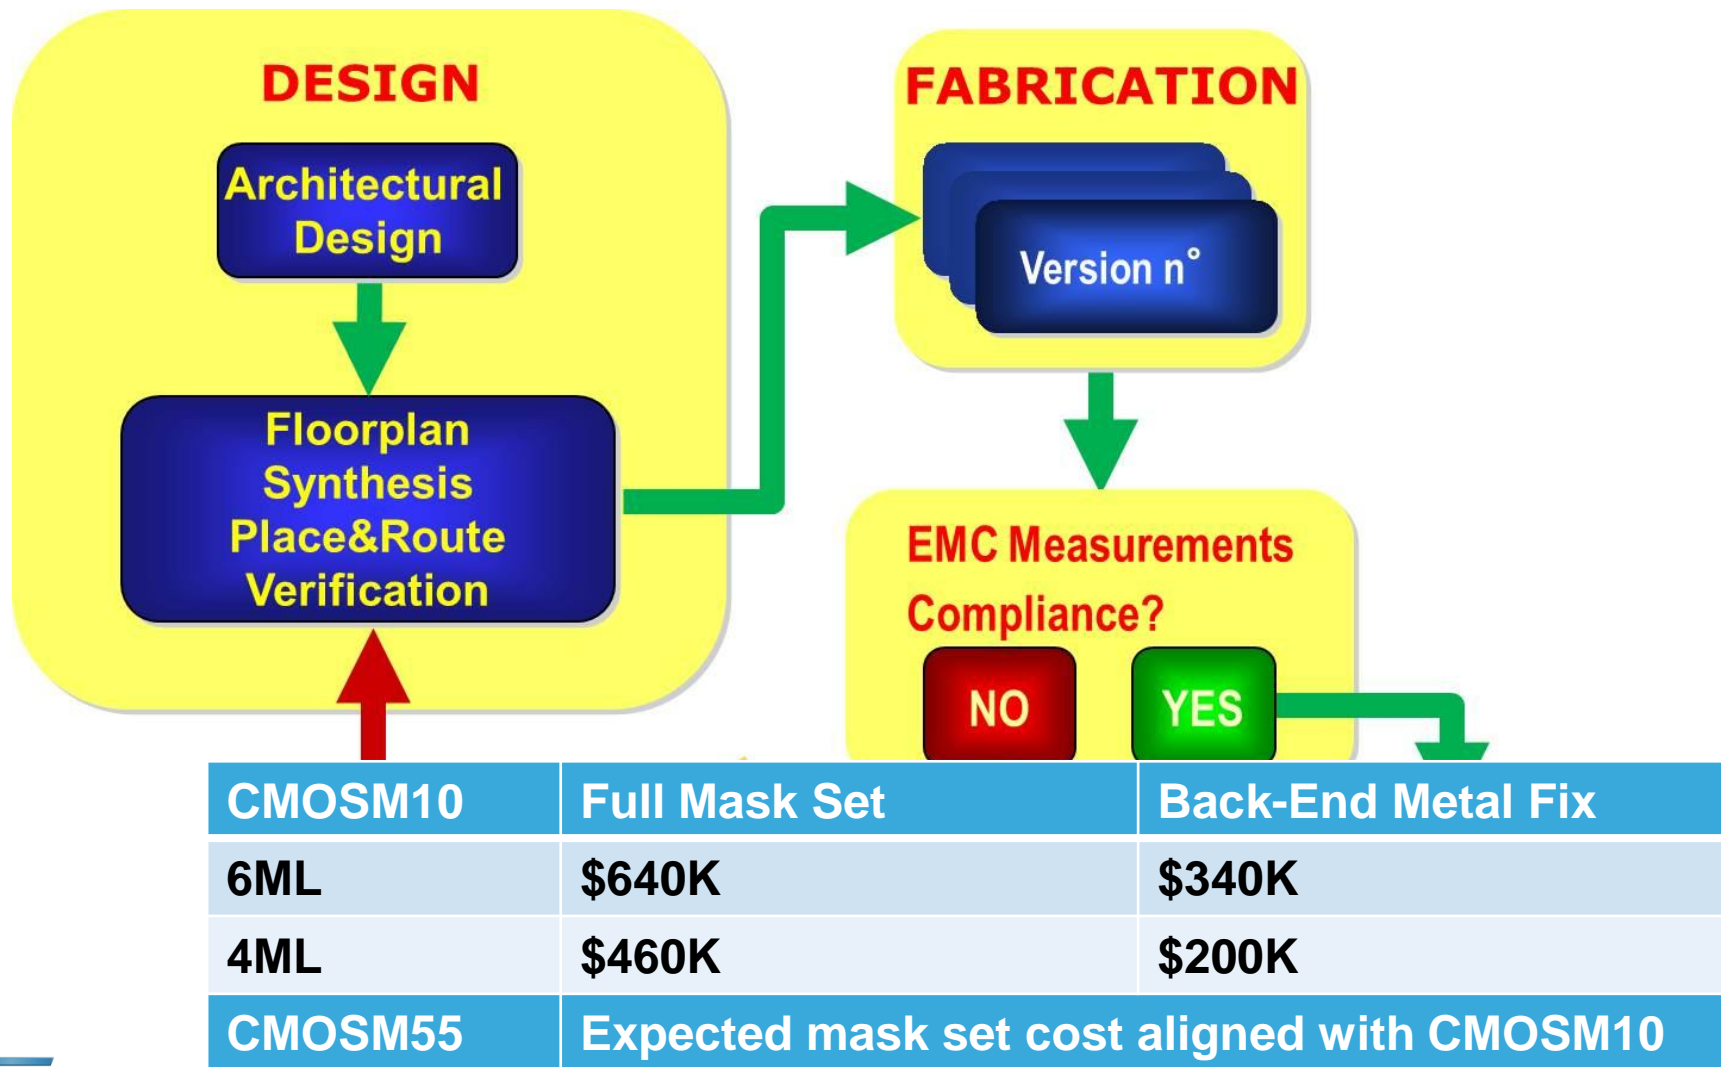 DESIGN
Architectural
Design
Floorplan
Synthesis
Place&Route
Verification
FABRICATION
Version n°
EMC Measurements
Compliance?
NO
YES
CMOSM10 Full Mask Set Back-End Metal Fix
6ML $640K $340K
4ML $460K $200K
CMOSM55 Expected mask set cost aligned with CMOSM10